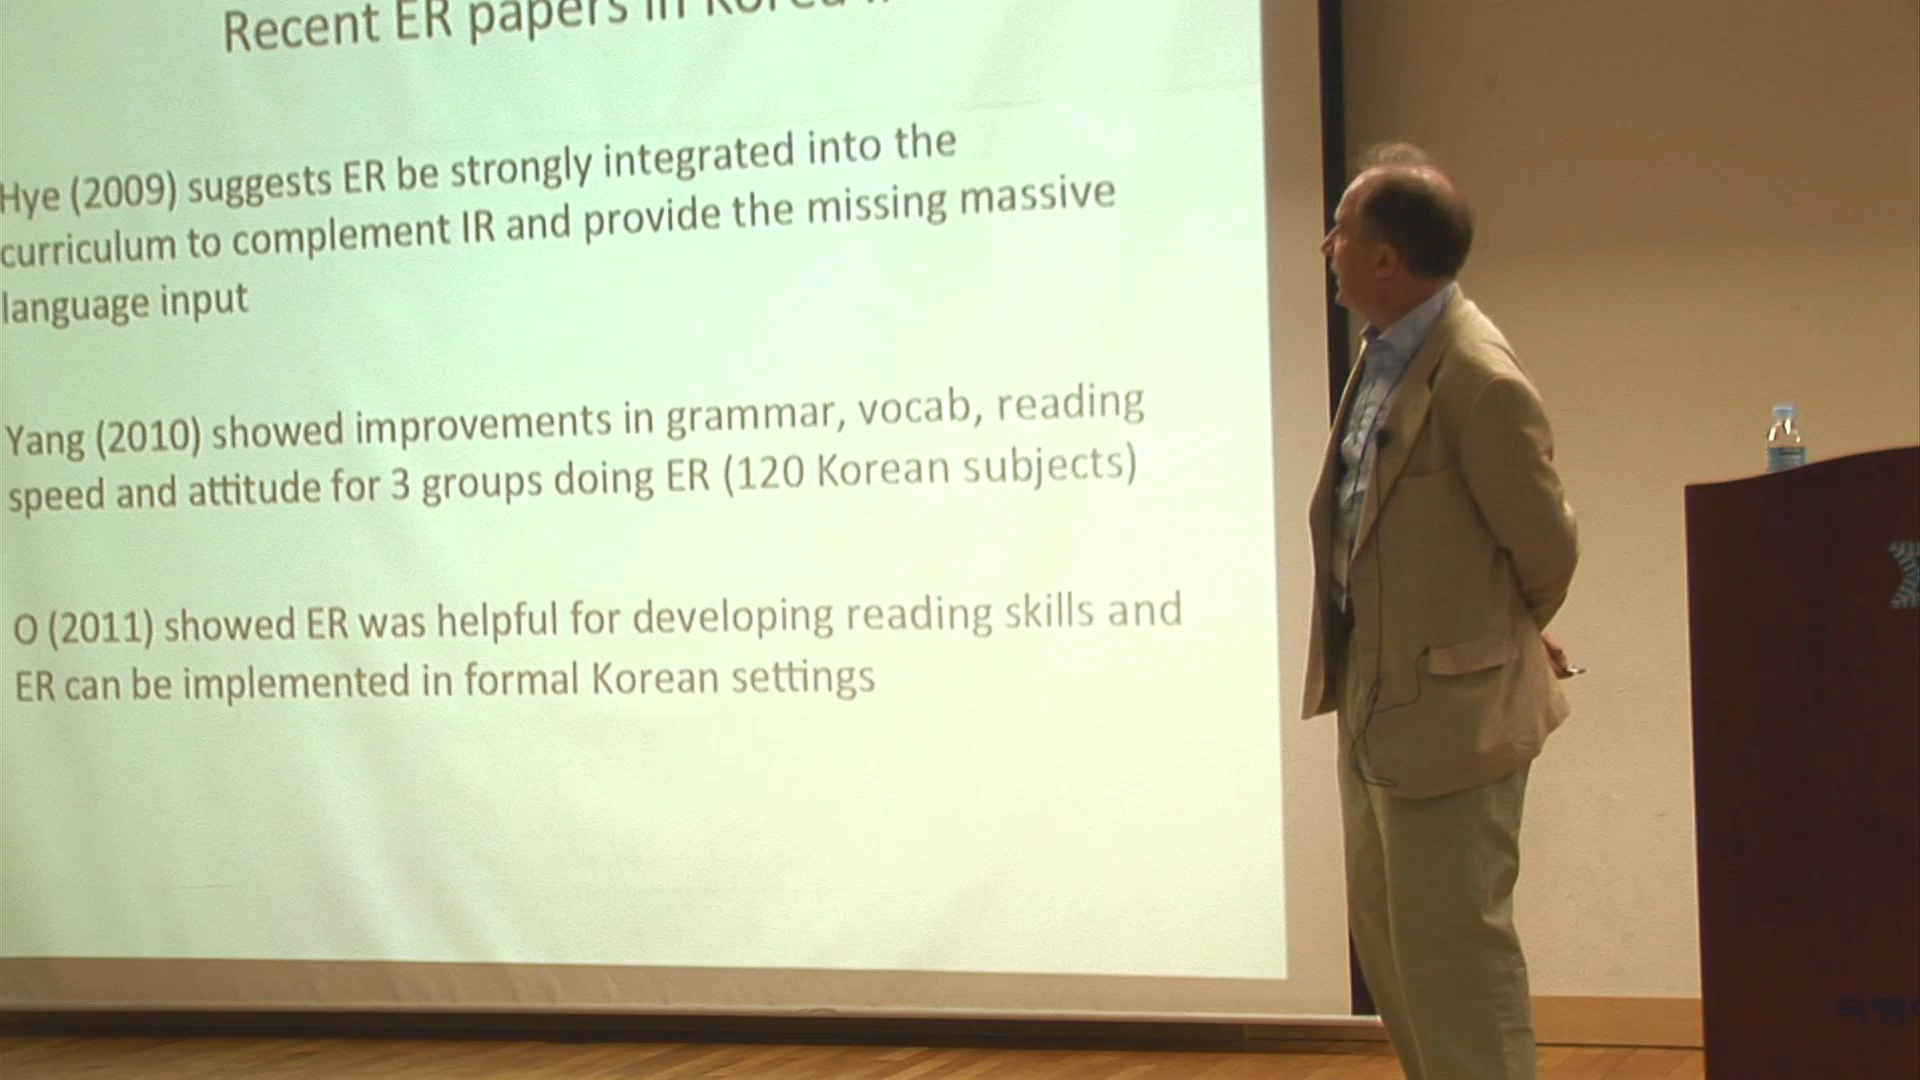 Recent ER papers in Korea
Hye (2009) suggests ER be strongly integrated into the
curriculum to complement IR and provide the missing massive
language input
Yang (2010) showed improvements in grammar, vocab, reading
speed and attitude for 3 groups doing ER (120 Korean subjects)
O (2011) showed ER was helpful for developing reading skills and
ER can be implemented in formal Korean settings